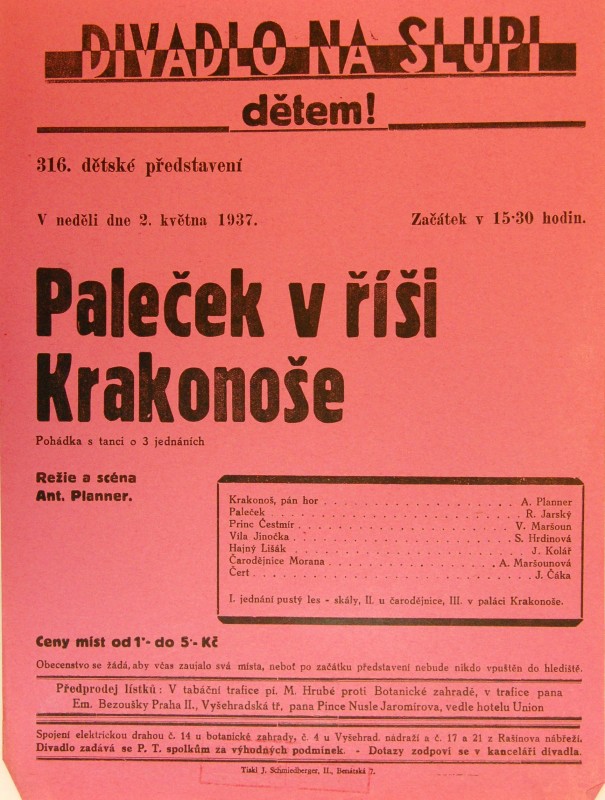 DIVADLO NA SLUPI
dětem!
316. dětské představení
V neděli dne 2. května 1937.
Začátek v 15·30 hodin.
Paleček v říši
Krakonoše
Pohádka s tanci o 3 jednáních
Režie a scéna
Ant. Planner.
Krakonoš, pán hor . . . . . . . . . . . . . . . . . . . . A. Planner
Paleček . . . . . . . . . . . . . . . . . . . . R. Jarský
Princ Čestmír . . . . . . . . . . . . . . . . . . . . V. Maršoun
Víla Jinočka . . . . . . . . . . . . . . . . . . . . S. Hrdinová
Hajný Lišák . . . . . . . . . . . . . . . . . . . . J. Kolář
Čarodějnice Morana . . . . . . . . . . . . . . . . . . . . A. Maršounová
Čert . . . . . . . . . . . . . . . . . . . . J. Čáka
I. jednání pustý les - skály, II. u čarodějnice, III. v paláci Krakonoše.
Ceny míst od 1·- do 5·- Kč
Obecenstvo se žádá, aby včas zaujalo svá místa, neboť po začátku představení nebude nikdo vpuštěn do hlediště.
Předprodej lístků: V tabáční trafice pí. M. Hrubé proti Botanické zahradě, v trafice pana
Em. Bezoušky Praha II., Vyšehradská tř, pana Pince Nusle Jaromírova, vedle hotelu Union
Spojení elektrickou drahou č. 14 u botanické zahrady, č. 4 u Vyšehrad. nádraží a č. 17 a 21 z Rašínova nábřeží.
Divadlo zadává se P. T. spolkům za výhodných podmínek. - Dotazy zodpoví se v kanceláři divadla.
Tiskl J. Schmiedberger, II., Benátská 7.